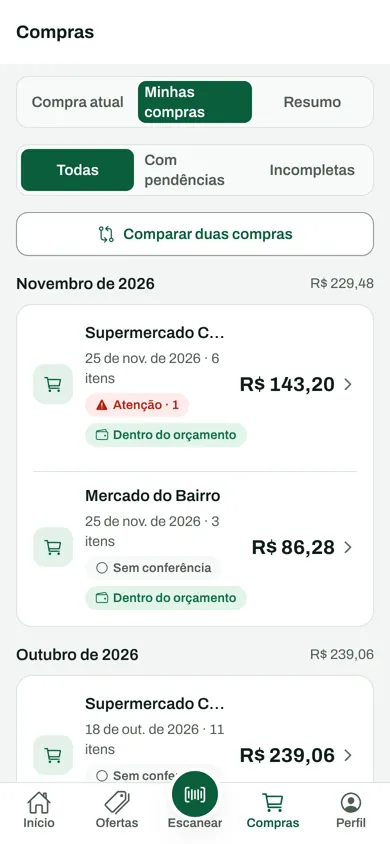 Compras
Compra atual
Minhas
compras
Resumo
Todas
Com
pendências
Incompletas
Comparar duas compras
Novembro de 2026
R$ 229,48
Supermercado C...
25 de nov. de 2026 · 6
itens
R$ 143,20
Atenção · 1
Dentro do orçamento
Mercado do Bairro
25 de nov. de 2026 · 3
itens
R$ 86,28
Sem conferência
Dentro do orçamento
Outubro de 2026
R$ 239,06
Supermercado C...
18 de out. de 2026 · 11
itens
R$ 239,06
Sem confe
Início
Ofertas
Escanear
Compras
Perfil